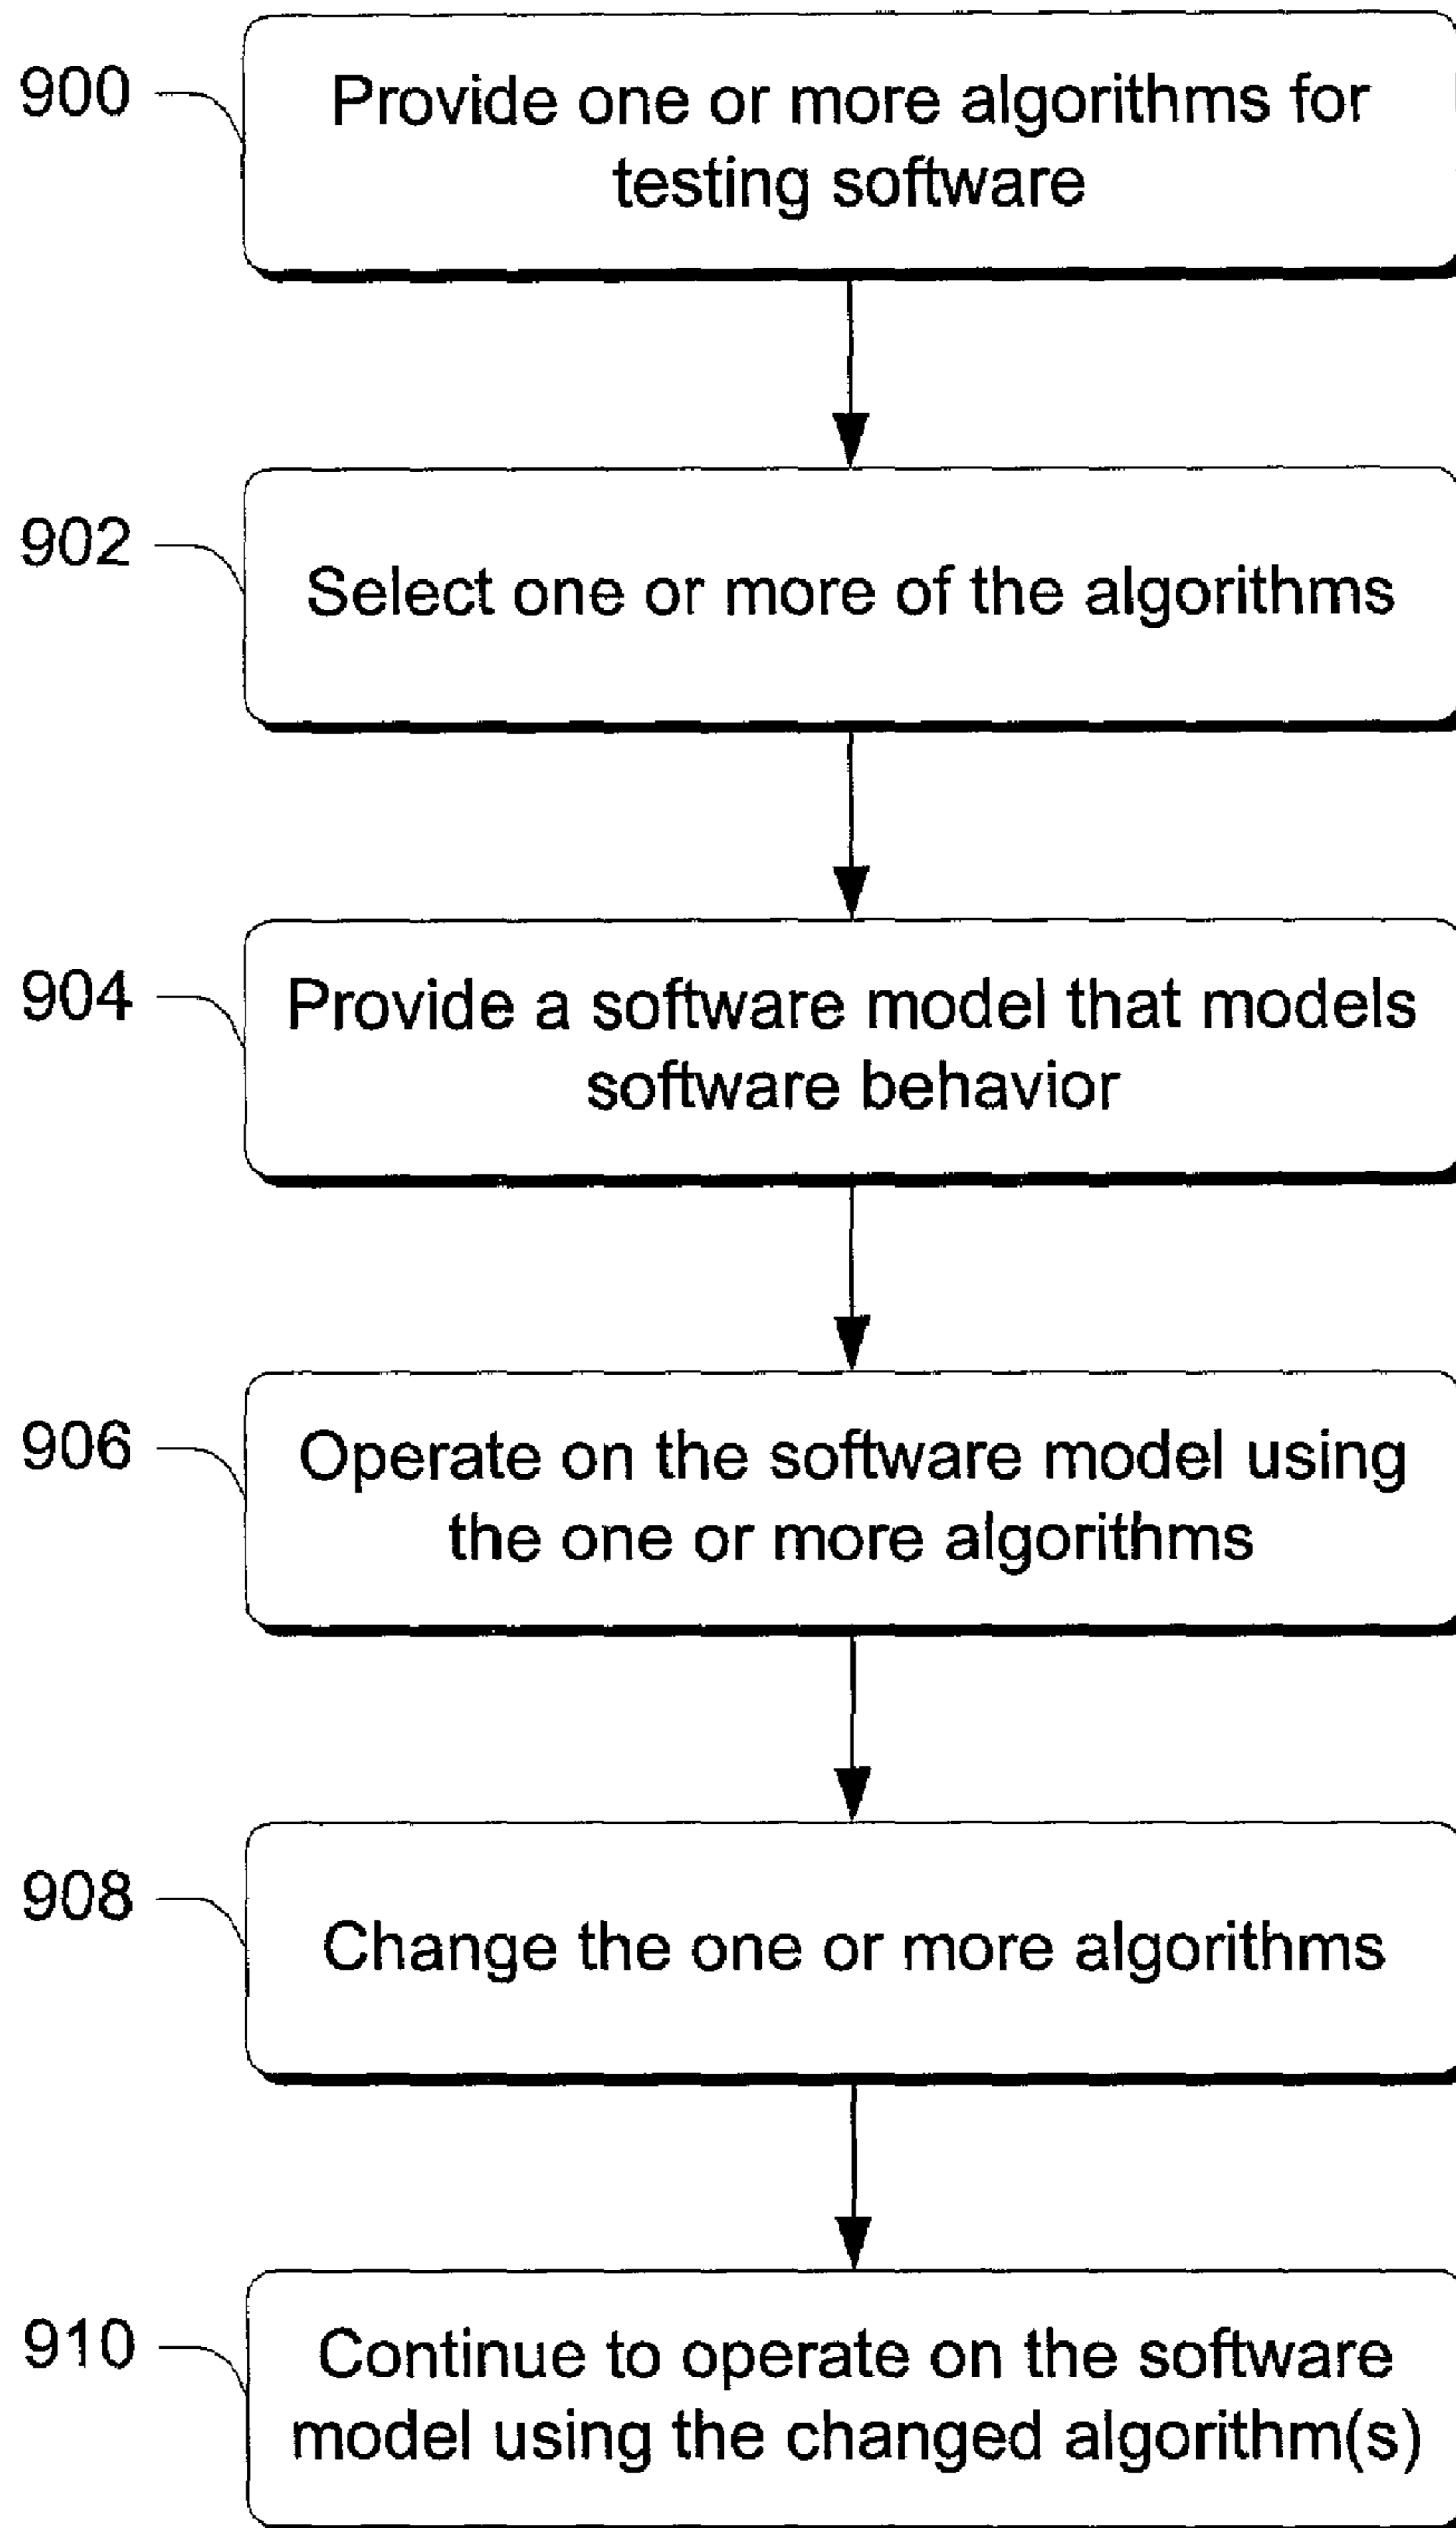 900
Provide one or more algorithms for
testing software
902
Select one or more of the algorithms
904
Provide a software model that models
software behavior
906
Operate on the software model using
the one or more algorithms
908
Change the one or more algorithms
910
Continue to operate on the software
model using the changed algorithm(s)